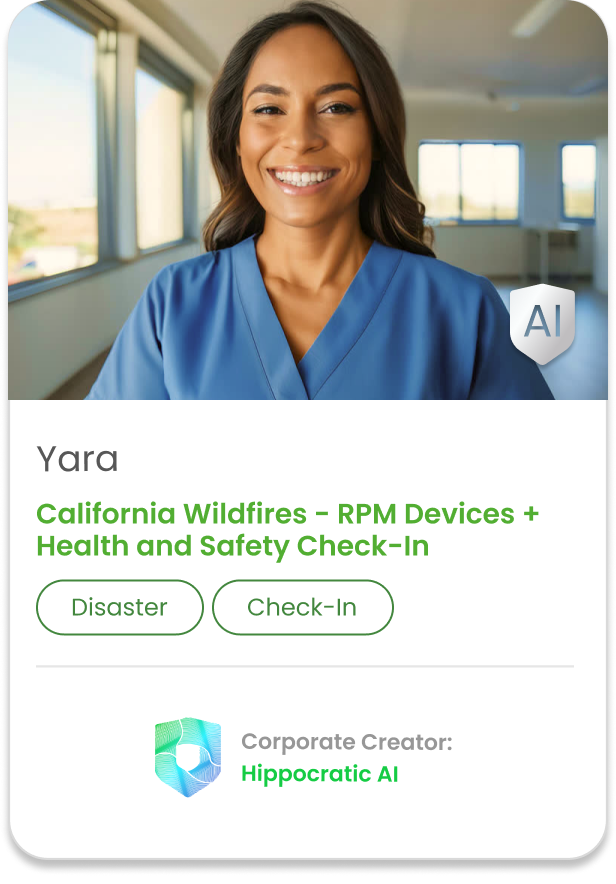 AI
Yara
California Wildfires - RPM Devices +
Health and Safety Check-In
Disaster
Check-In
Corporate Creator:
Hippocratic AI